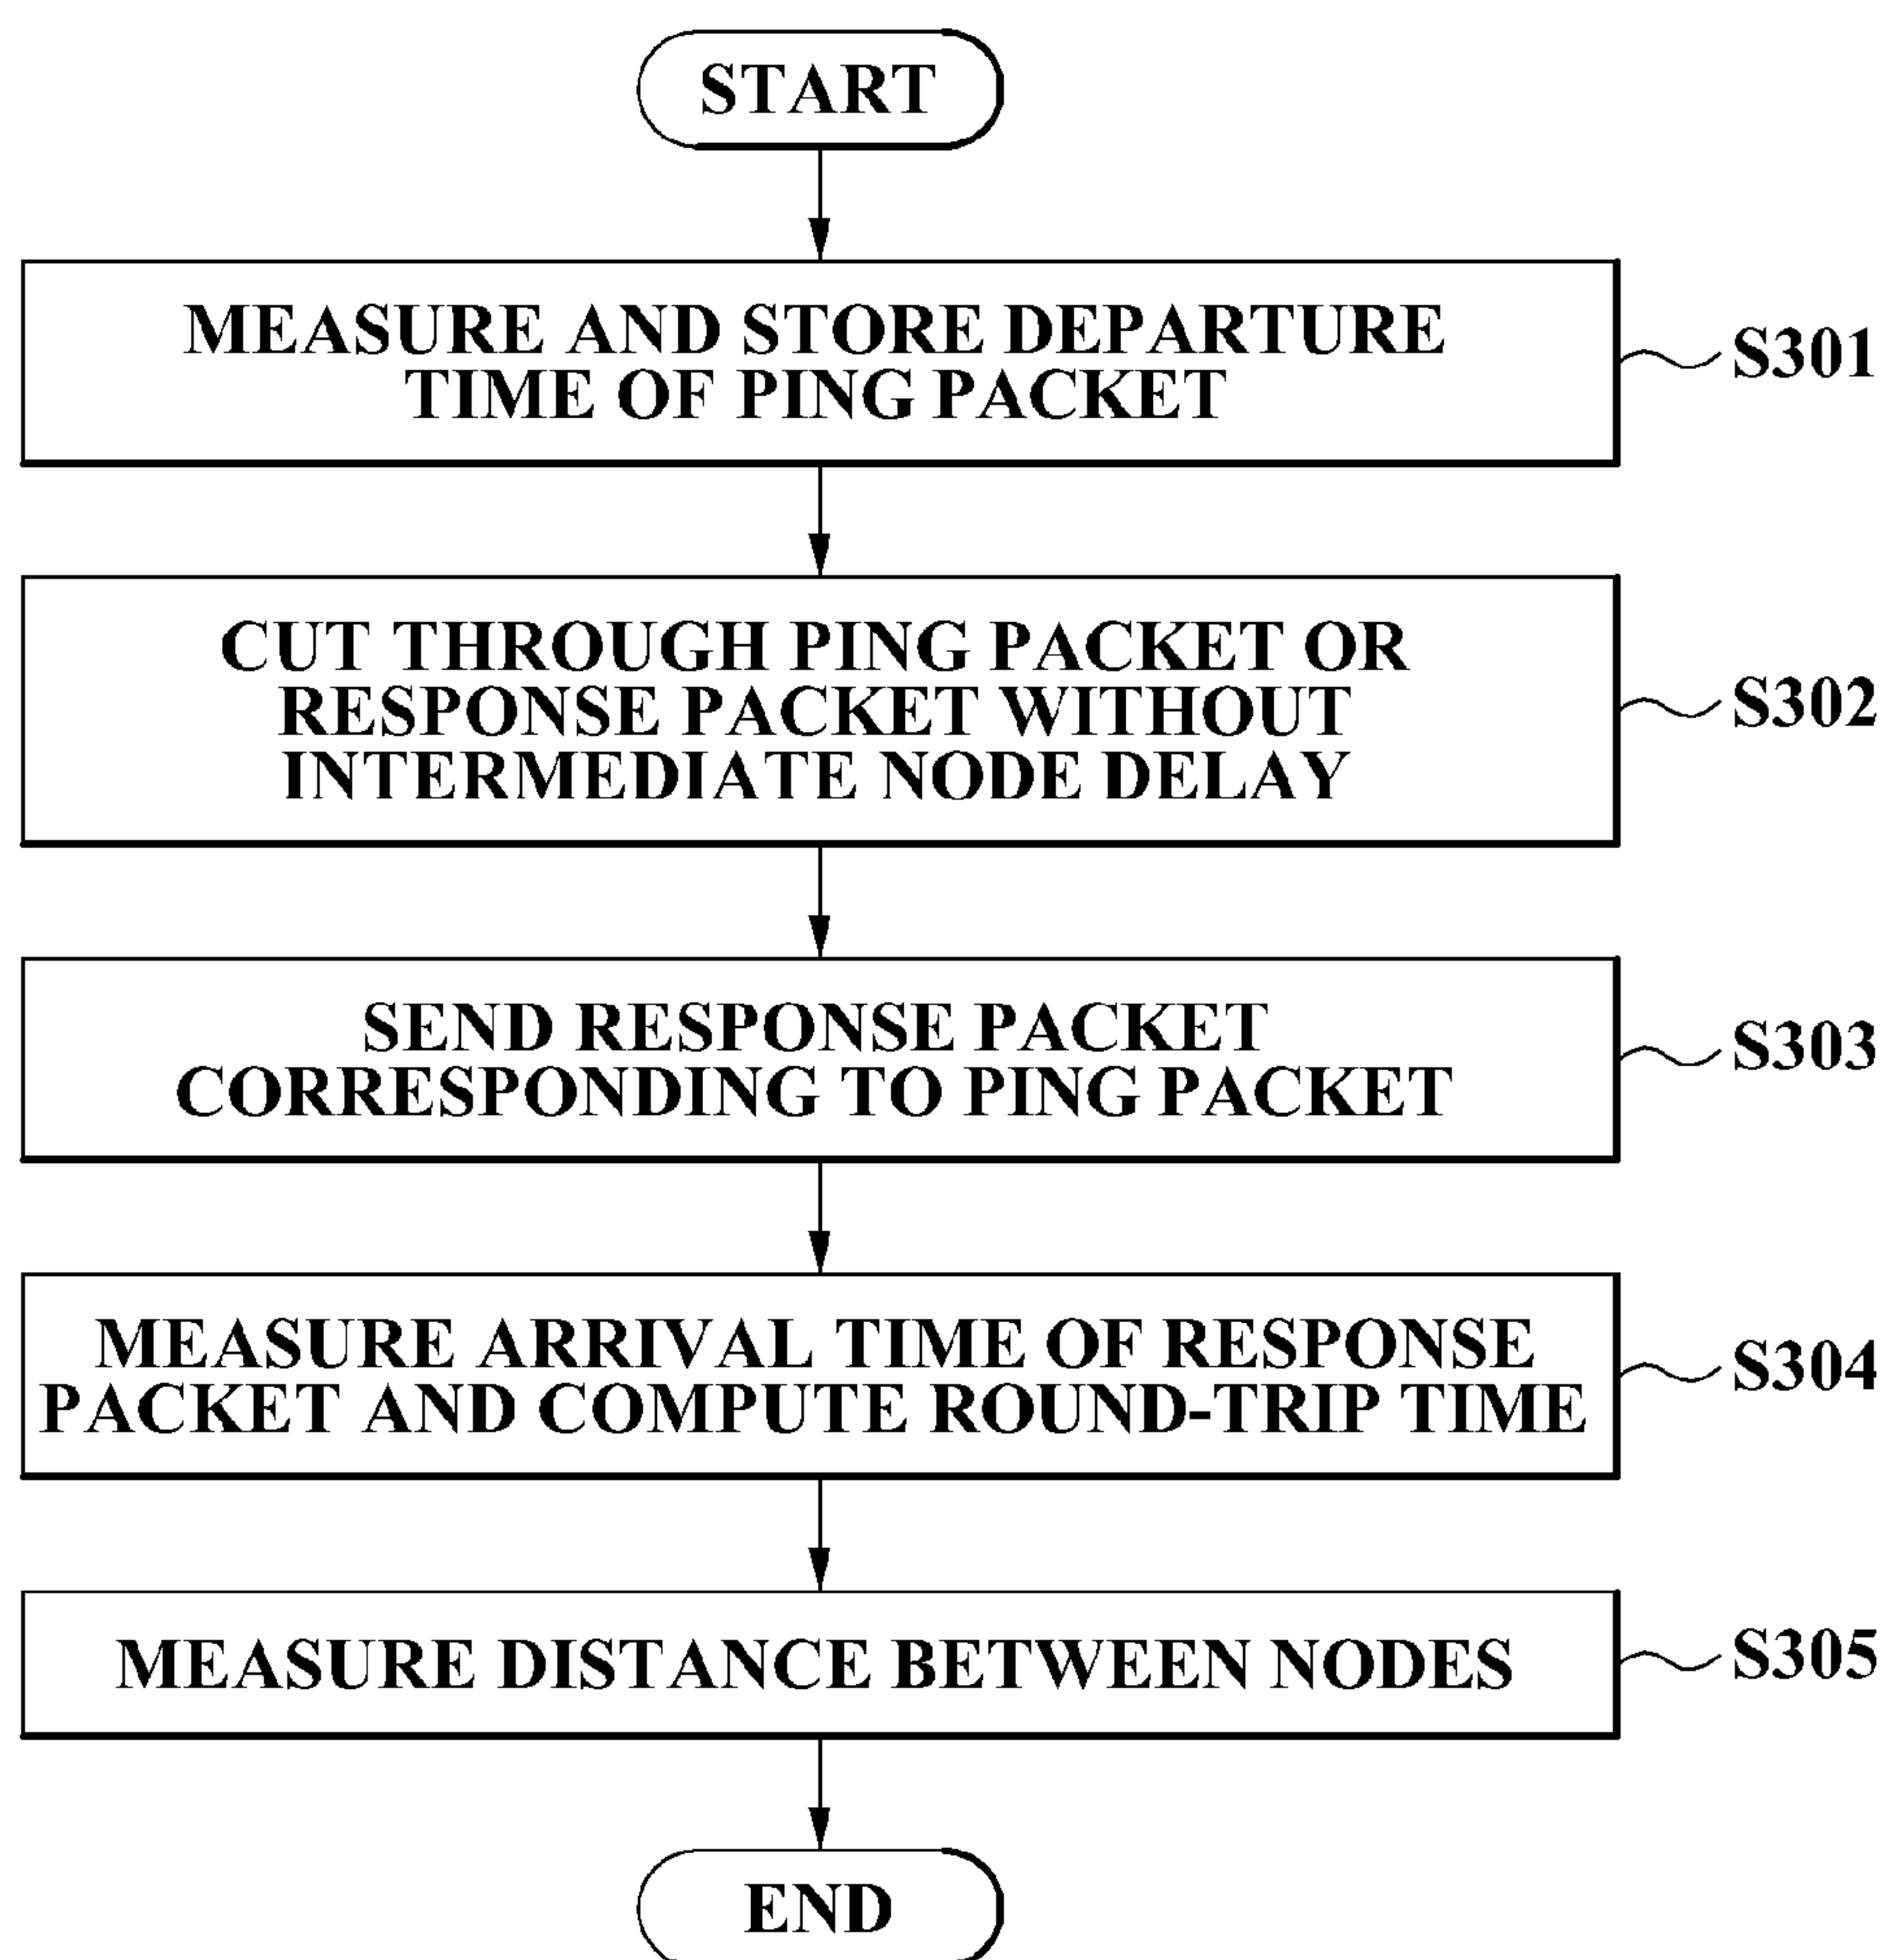 START
MEASURE AND STORE DEPARTURE
TIME OF PING PACKET
S301
CUT THROUGH PING PACKET OR
RESPONSE PACKET WITHOUT
INTERMEDIATE NODE DELAY
S302
SEND RESPONSE PACKET
CORRESPONDING TO PING PACKET
S303
MEASURE ARRIVAL TIME OF RESPONSE
PACKET AND COMPUTE ROUND-TRIP TIME
S304
MEASURE DISTANCE BETWEEN NODES
S305
END